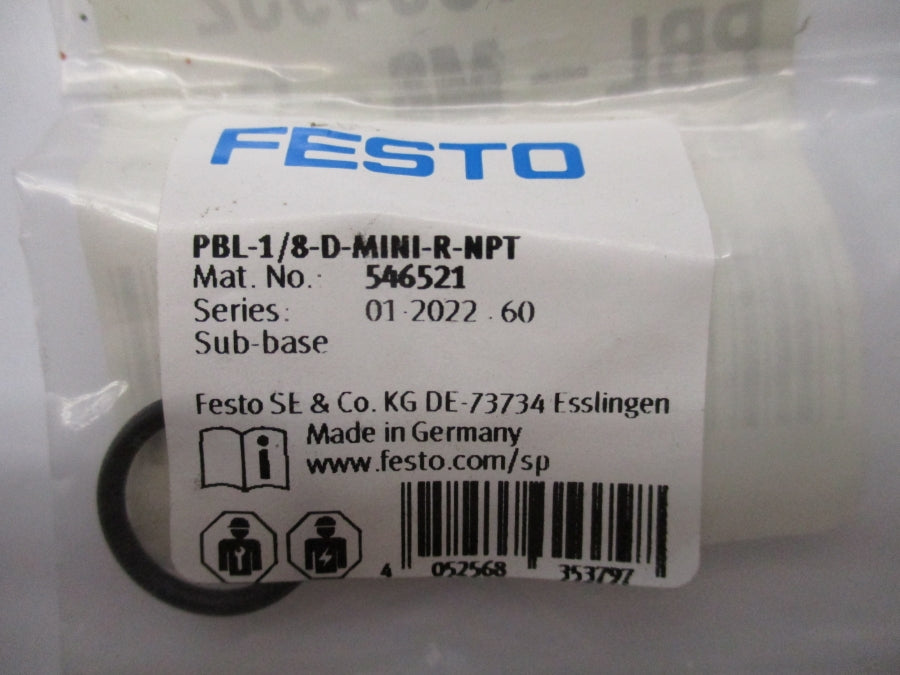 FESTO
PBL-1/8-D-MINI-R-NPT
Mat. No.: 546521
Series: 01·2022 . 60
Sub-base
Festo SE & Co. KG DE-73734 Esslingen
Made in Germany
www.festo.com/sp
4 052568 353797